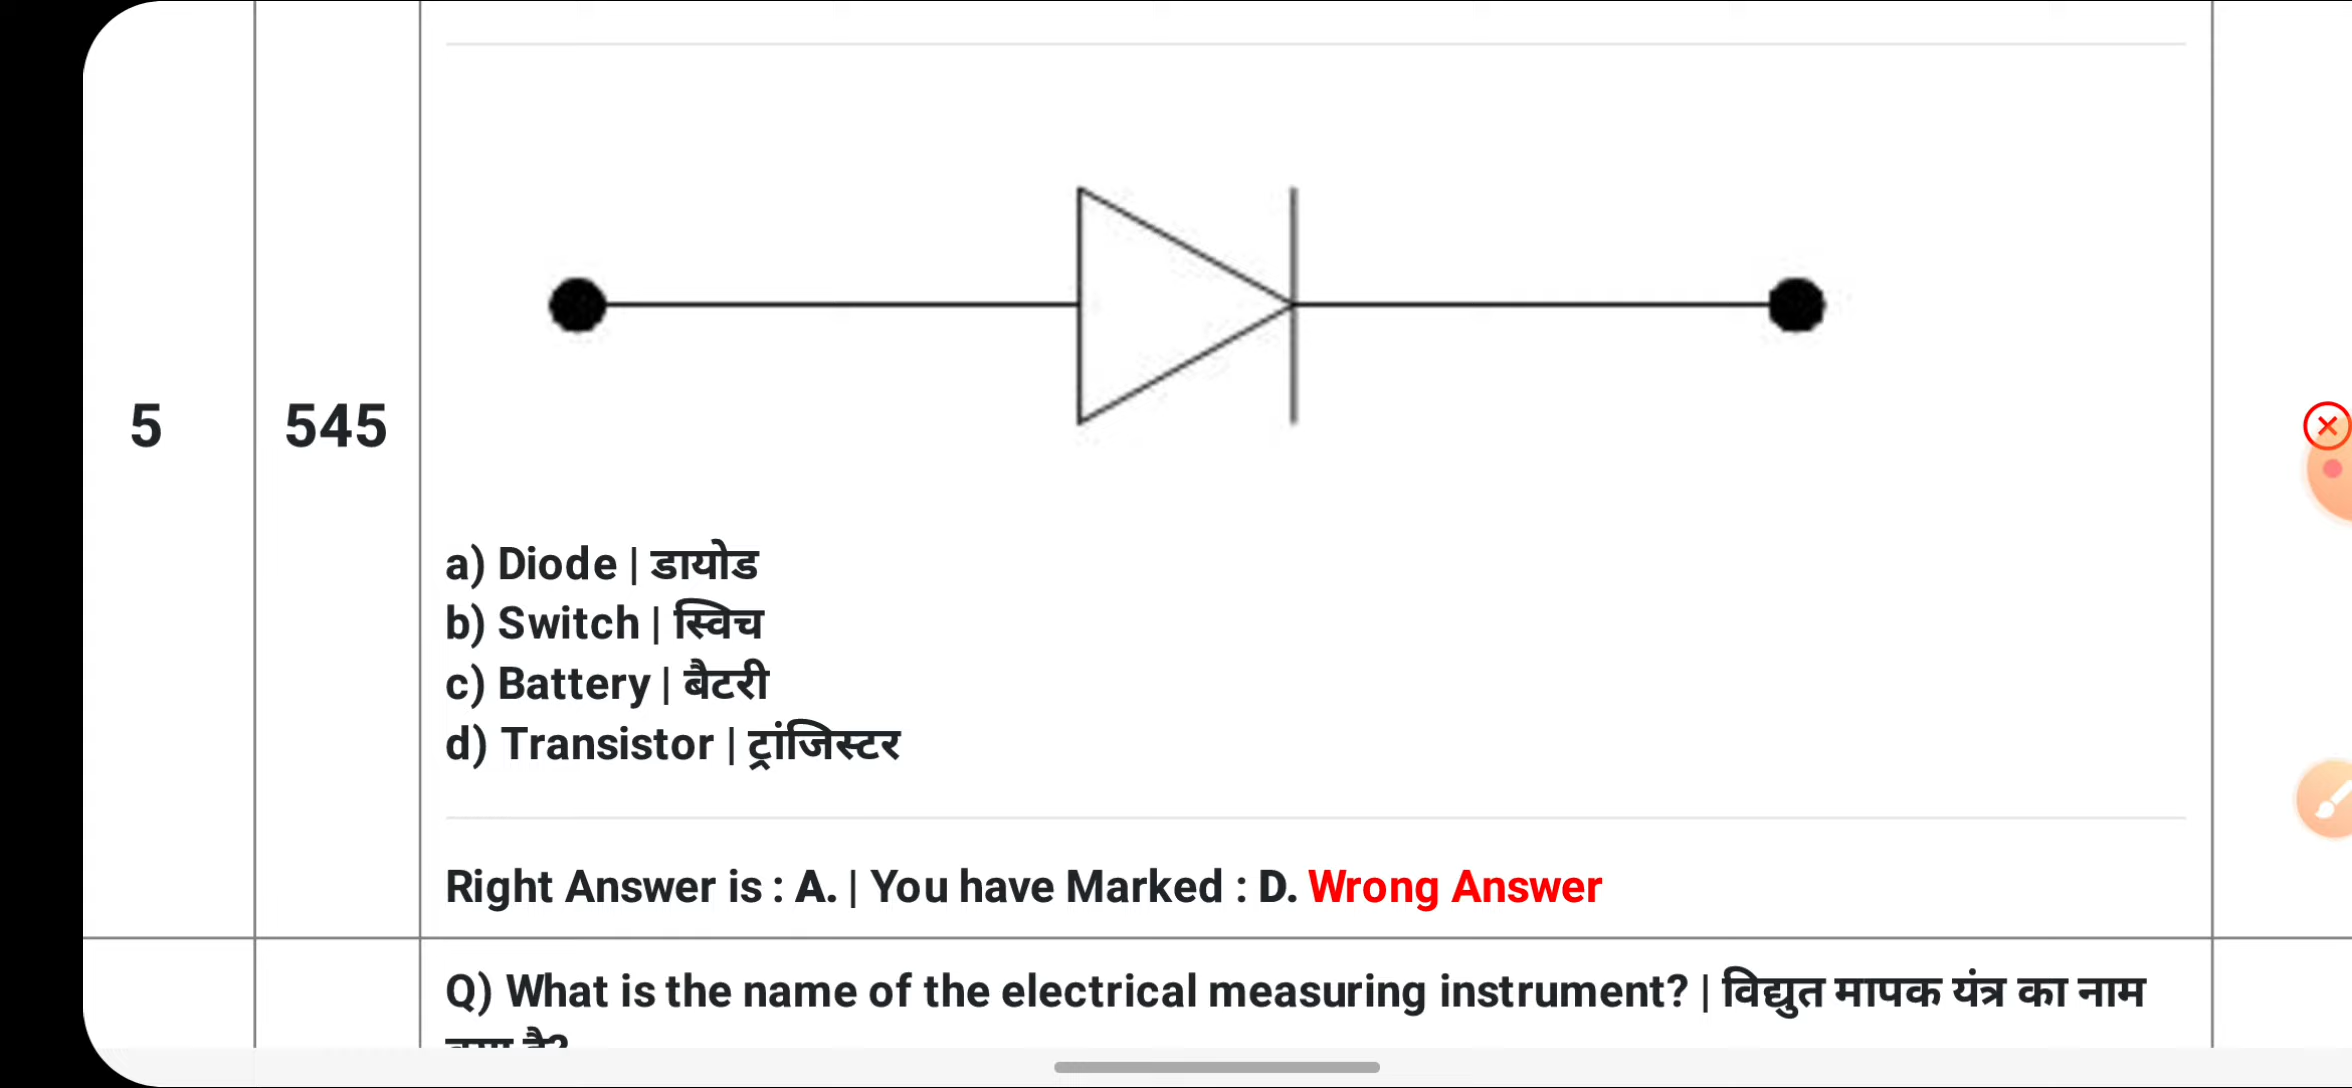 5
545
a) Diode | डायोड
b) Switch | स्विच
c) Battery | बैटरी
d) Transistor | ट्रांजिस्टर
Right Answer is : A. | You have Marked : D. Wrong Answer
Q) What is the name of the electrical measuring instrument? | विद्युत मापक यंत्र का नाम